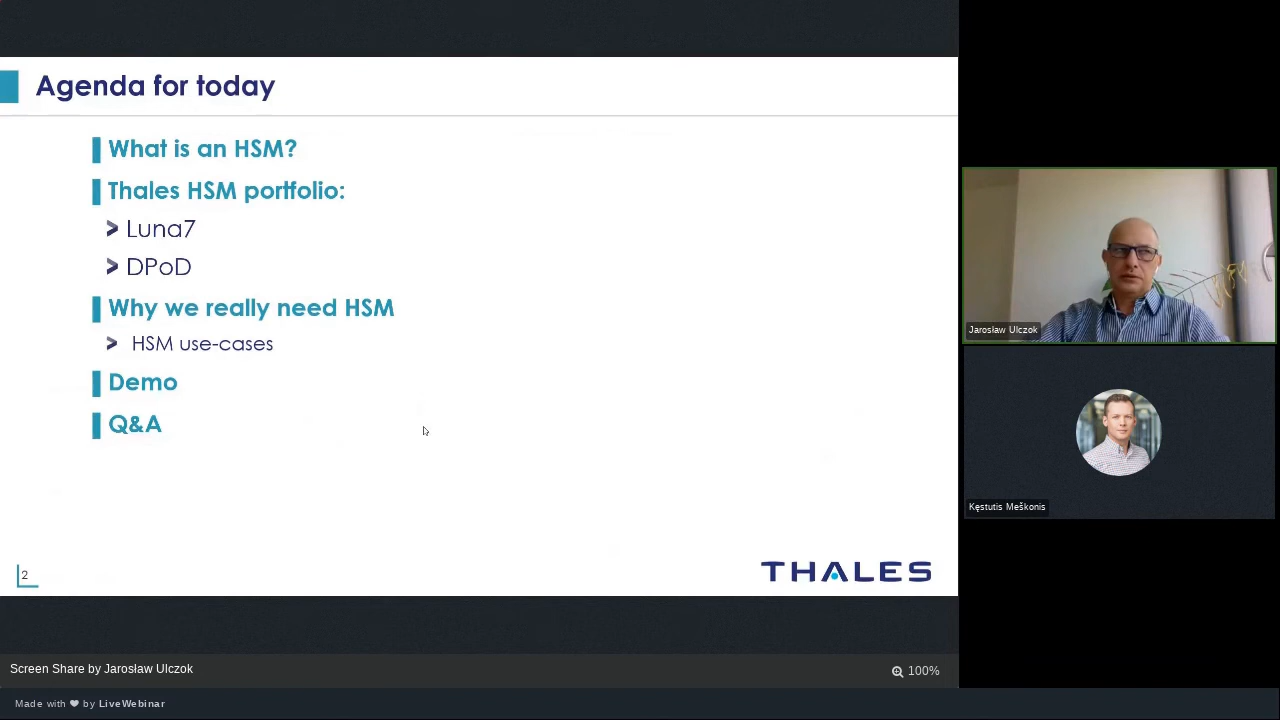 Agenda for today
What is an HSM?
Thales HSM portfolio:
> Luna7
> DPoD
Why we really need HSM
> HSM use-cases
Demo
Q&A
2
THALES
Jarosław Ulczok
Kęstutis Meškonis
Screen Share by Jarosław Ulczok
100%
Made with ❤ by LiveWebinar